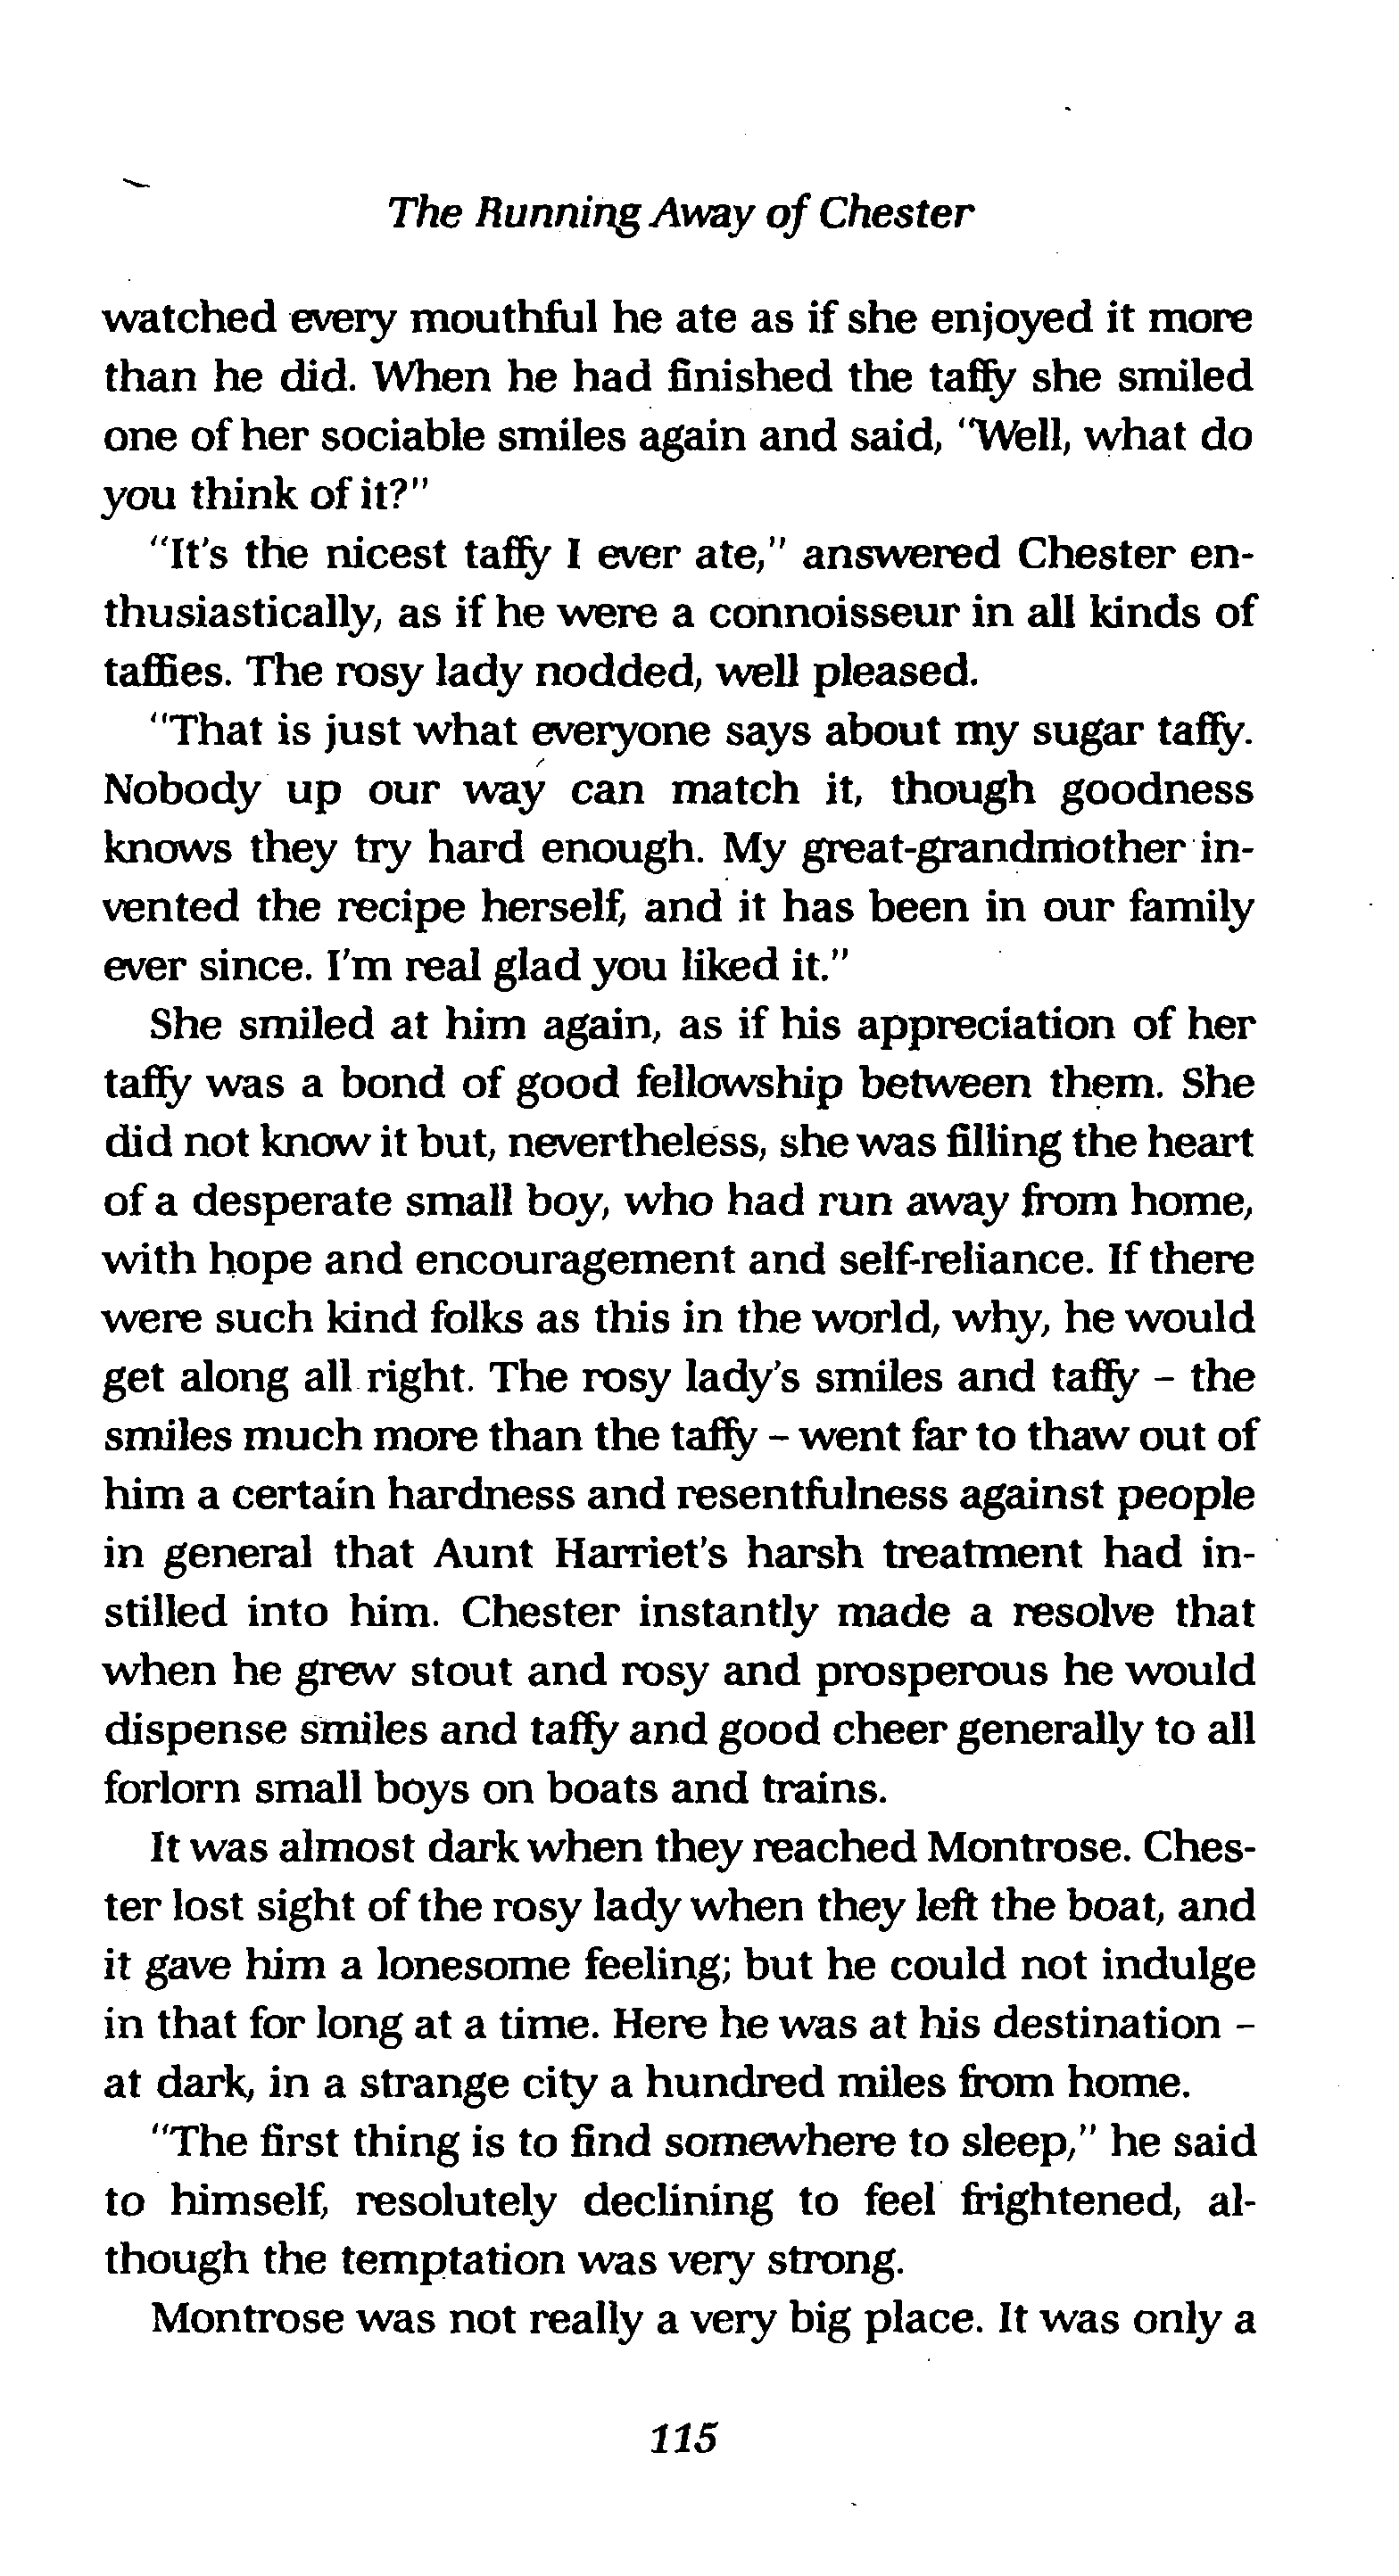 The Running Away of Chester
watched every mouthful he ate as if she enjoyed it more
than he did. When he had finished the taffy she smiled
one of her sociable smiles again and said, "Well, what do
you think of it?"
"It's the nicest taffy I ever ate," answered Chester en-
thusiastically, as if he were a connoisseur in all kinds of
taffies. The rosy lady nodded, well pleased.
"That is just what everyone says about my sugar taffy.
Nobody up our way can match it, though goodness
knows they try hard enough. My great-grandmother in-
vented the recipe herself, and it has been in our family
ever since. I'm real glad you liked it."
She smiled at him again, as if his appreciation of her
taffy was a bond of good fellowship between them. She
did not know it but, nevertheless, she was filling the heart
of a desperate small boy, who had run away from home,
with hope and encouragement and self-reliance. If there
were such kind folks as this in the world, why, he would
get along all right. The rosy lady's smiles and taffy – the
smiles much more than the taffy – went far to thaw out of
him a certain hardness and resentfulness against people
in general that Aunt Harriet's harsh treatment had in-
stilled into him. Chester instantly made a resolve that
when he grew stout and rosy and prosperous he would
dispense smiles and taffy and good cheer generally to all
forlorn small boys on boats and trains.
It was almost dark when they reached Montrose. Ches-
ter lost sight of the rosy lady when they left the boat, and
it gave him a lonesome feeling; but he could not indulge
in that for long at a time. Here he was at his destination –
at dark, in a strange city a hundred miles from home.
"The first thing is to find somewhere to sleep," he said
to himself, resolutely declining to feel frightened, al-
though the temptation was very strong.
Montrose was not really a very big place. It was only a
115